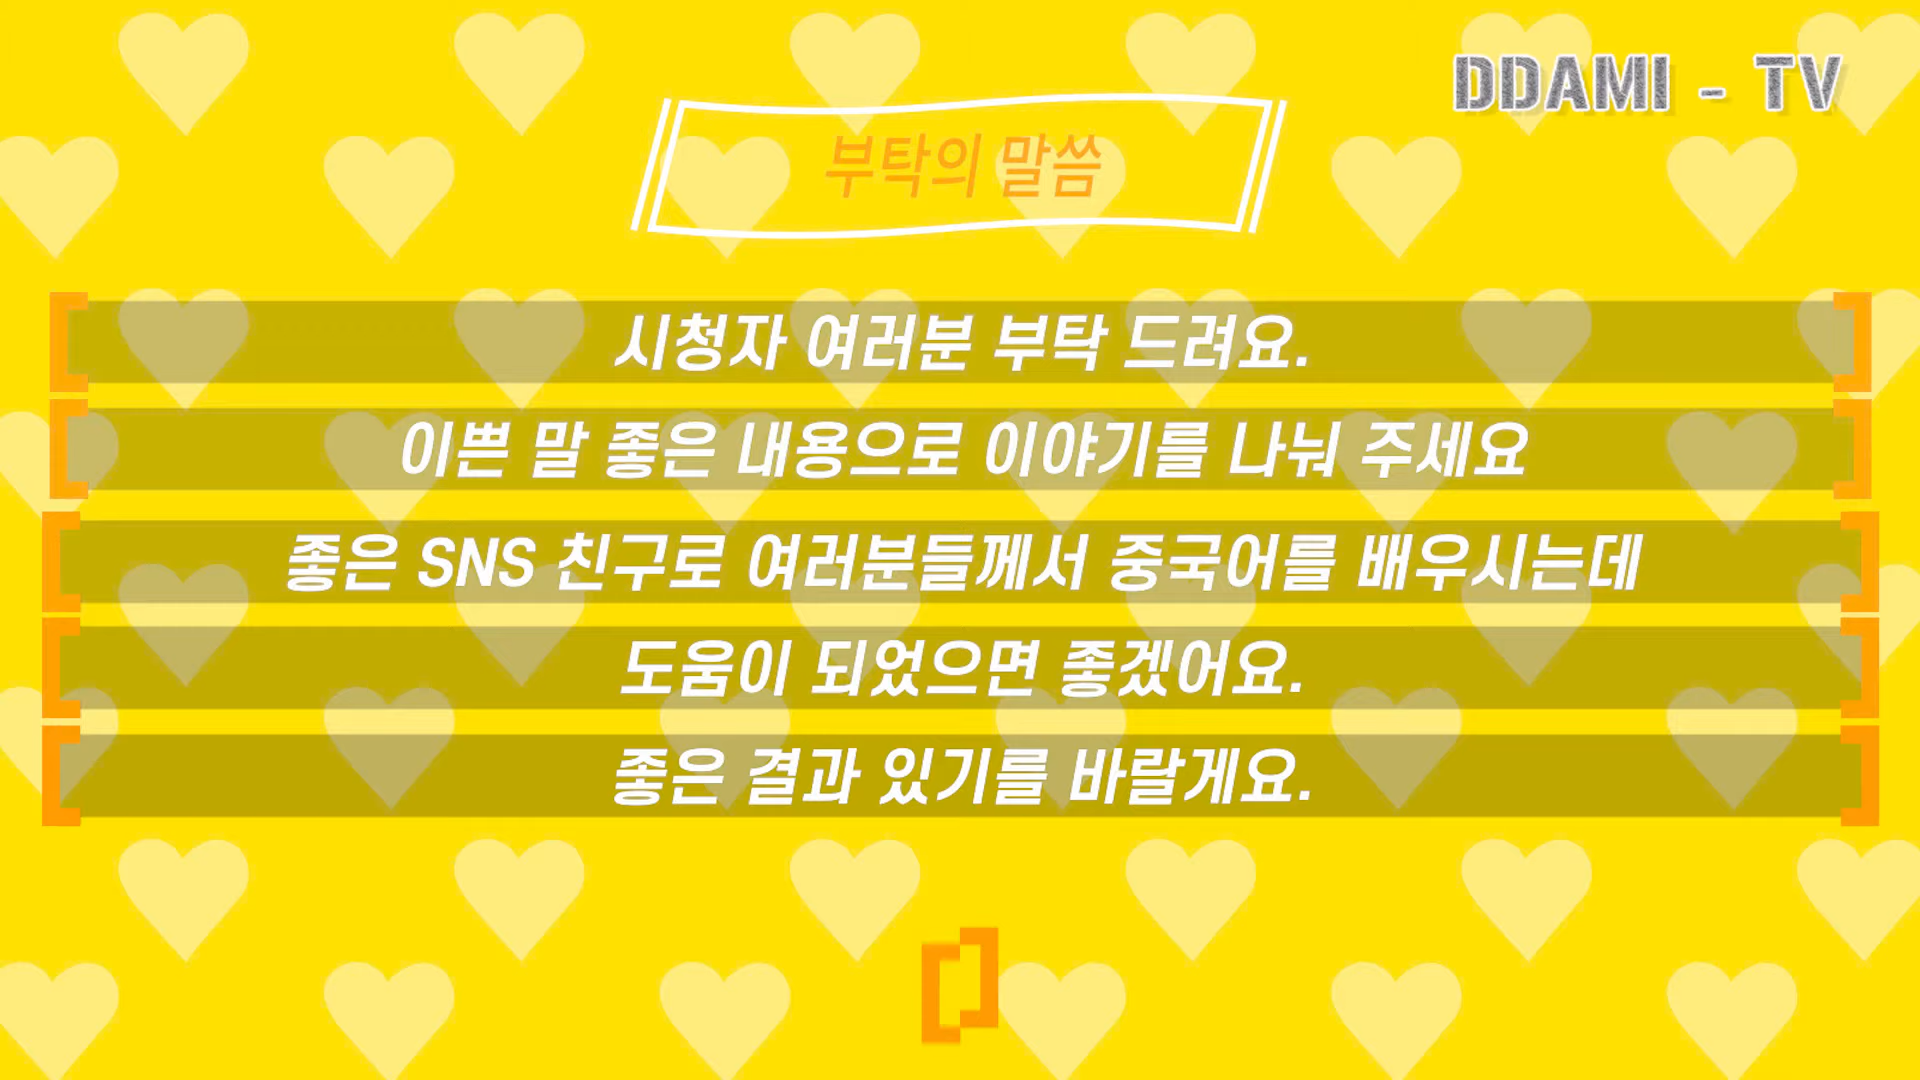 DDAMI - TV
부탁의 말씀
시청자 여러분 부탁 드려요.
이쁜 말 좋은 내용으로 이야기를 나눠 주세요
좋은 SNS 친구로 여러분들께서 중국어를 배우시는데
도움이 되었으면 좋겠어요.
좋은 결과 있기를 바랄게요.